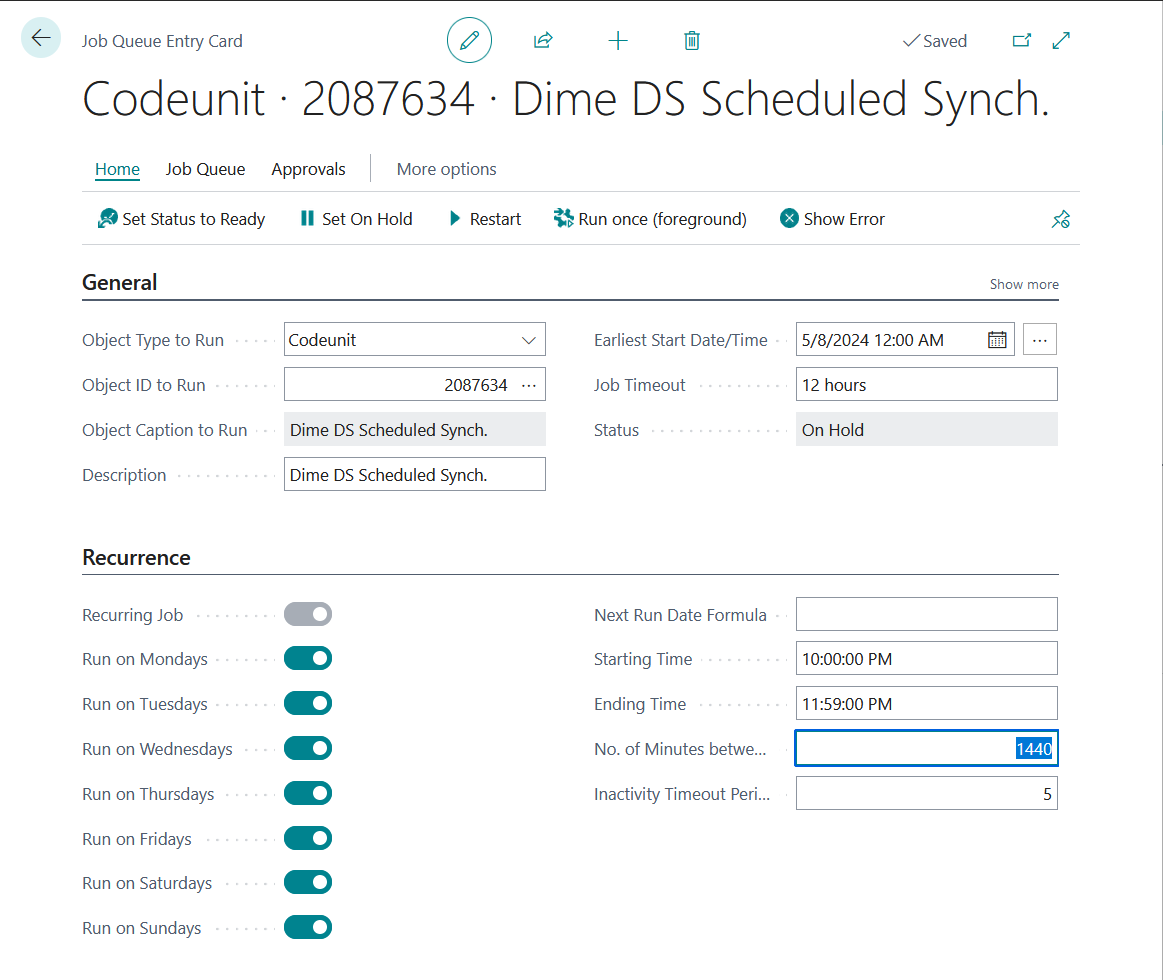 Job Queue Entry Card
Saved
Codeunit · 2087634 · Dime DS Scheduled Synch.
Home Job Queue Approvals More options
Set Status to Ready Set On Hold Restart Run once (foreground) Show Error
General Show more
Object Type to Run Codeunit
Object ID to Run 2087634 ...
Object Caption to Run Dime DS Scheduled Synch.
Description Dime DS Scheduled Synch.
Earliest Start Date/Time 5/8/2024 12:00 AM ...
Job Timeout 12 hours
Status On Hold
Recurrence
Recurring Job
Run on Mondays
Run on Tuesdays
Run on Wednesdays
Run on Thursdays
Run on Fridays
Run on Saturdays
Run on Sundays
Next Run Date Formula
Starting Time 10:00:00 PM
Ending Time 11:59:00 PM
No. of Minutes betwe... 1440
Inactivity Timeout Peri... 5